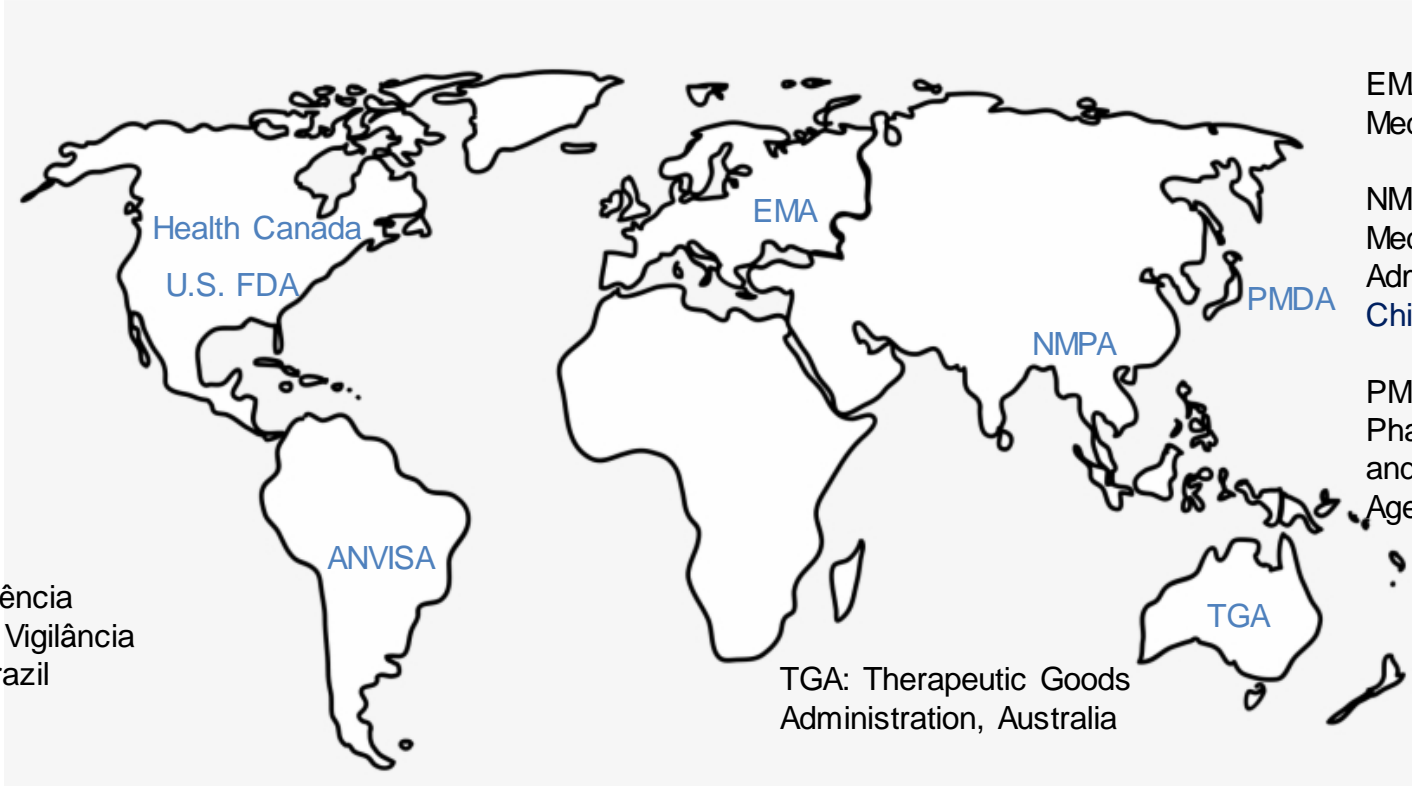 EM
Med
NM
Med
Adr
Chi
PM
Pha
and
Age
Health Canada
U.S. FDA
EMA
PMDA
NMPA
ANVISA
TGA
ência
Vigilância
razil
TGA: Therapeutic Goods
Administration, Australia